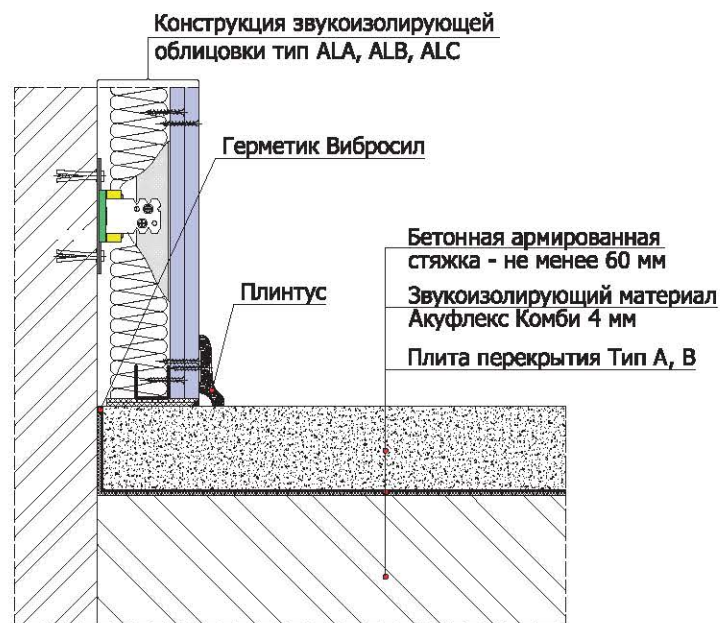 Конструкция звукоизолирующей
облицовки тип ALA, ALB, ALC
Герметик Вибросил
Бетонная армированная
стяжка - не менее 60 мм
Плинтус
Звукоизолирующий материал
Акуфлекс Комби 4 мм
Плита перекрытия Тип А, В